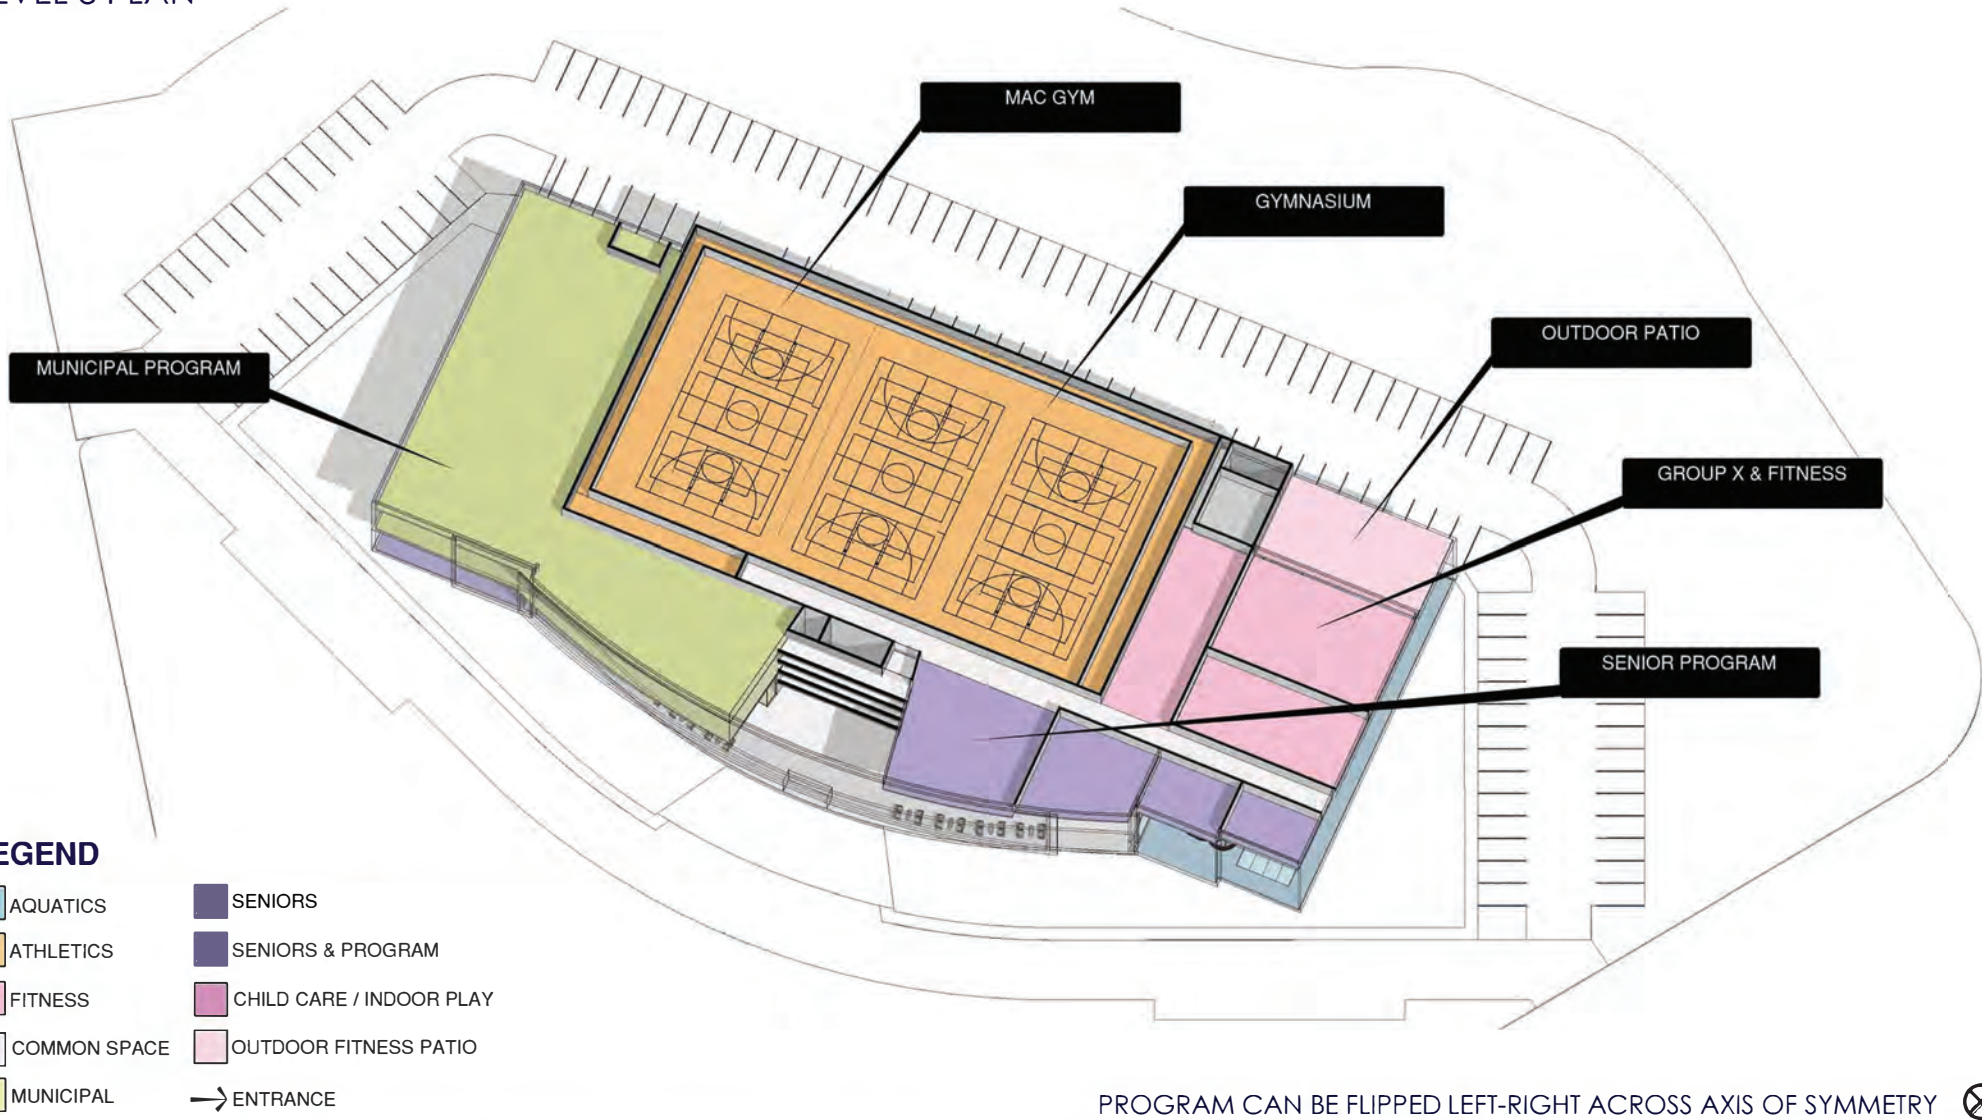 PLAN
MAC GYM
GYMNASIUM
OUTDOOR PATIO
MUNICIPAL PROGRAM
GROUP X & FITNESS
SENIOR PROGRAM
EGEND
AQUATICS
ATHLETICS
FITNESS
COMMON SPACE
MUNICIPAL
SENIORS
SENIORS & PROGRAM
CHILD CARE / INDOOR PLAY
OUTDOOR FITNESS PATIO
ENTRANCE
PROGRAM CAN BE FLIPPED LEFT-RIGHT ACROSS AXIS OF SYMMETRY